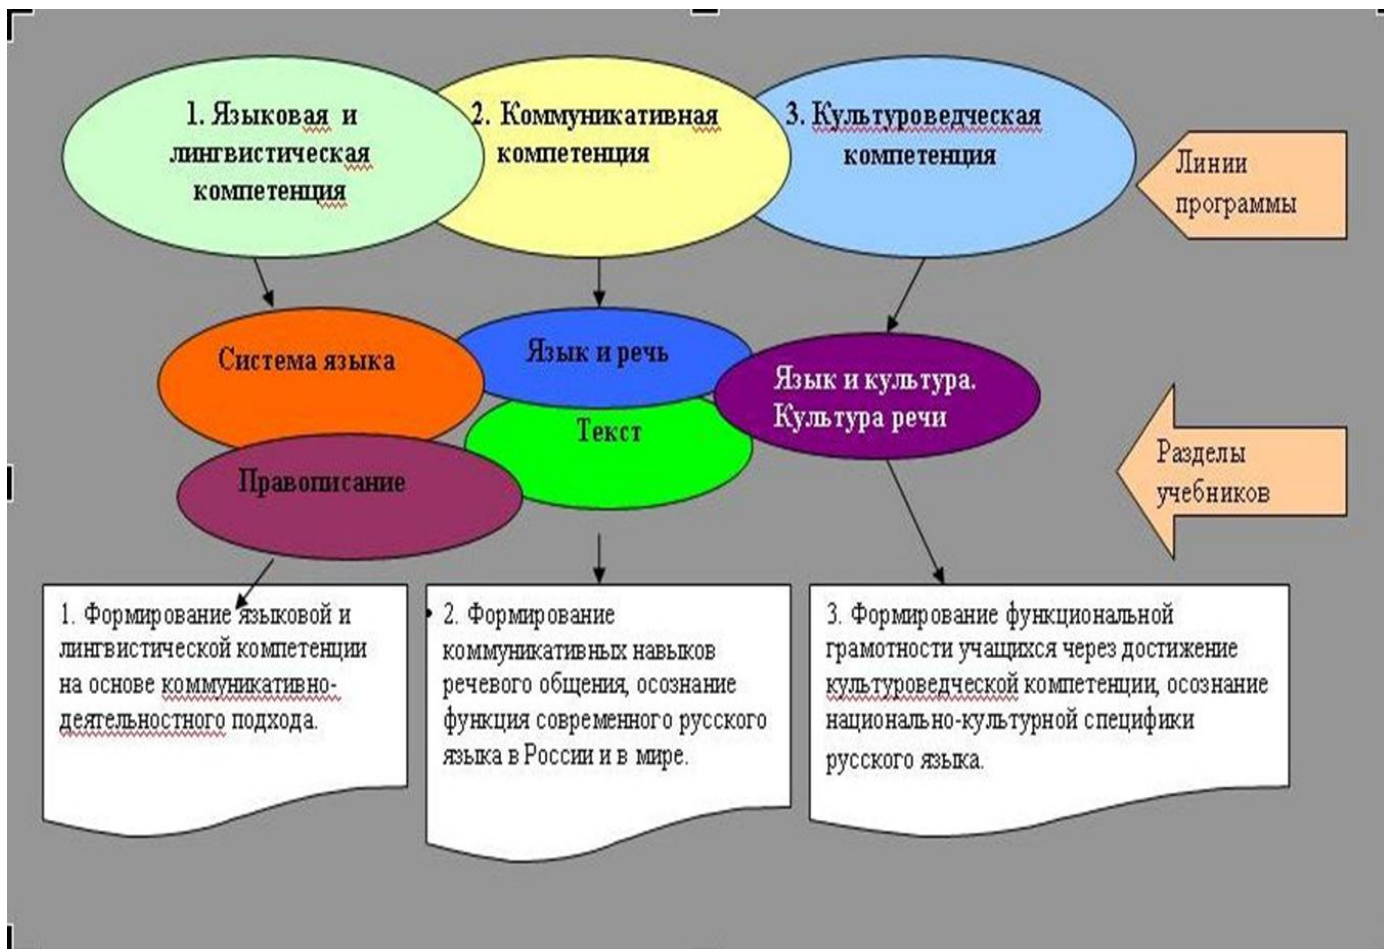 1. Языковая и
лингвистическая
компетенция
2. Коммуникативная
компетенция
3. Культуроведческая
компетенция
Линии
программы
Система языка
Язык и речь
Язык и культура.
Культура речи
Текст
Правописание
Разделы
учебников
1. Формирование языковой и
лингвистической компетенции
на основе коммуникативно-
деятельностного подхода.
• 2. Формирование
коммуникативных навыков
речевого общения, осознание
функция современного русского
языка в России и в мире.
3. Формирование функциональной
грамотности учащихся через достижение
культуроведческой компетенции, осознание
национально-культурной специфики
русского языка.